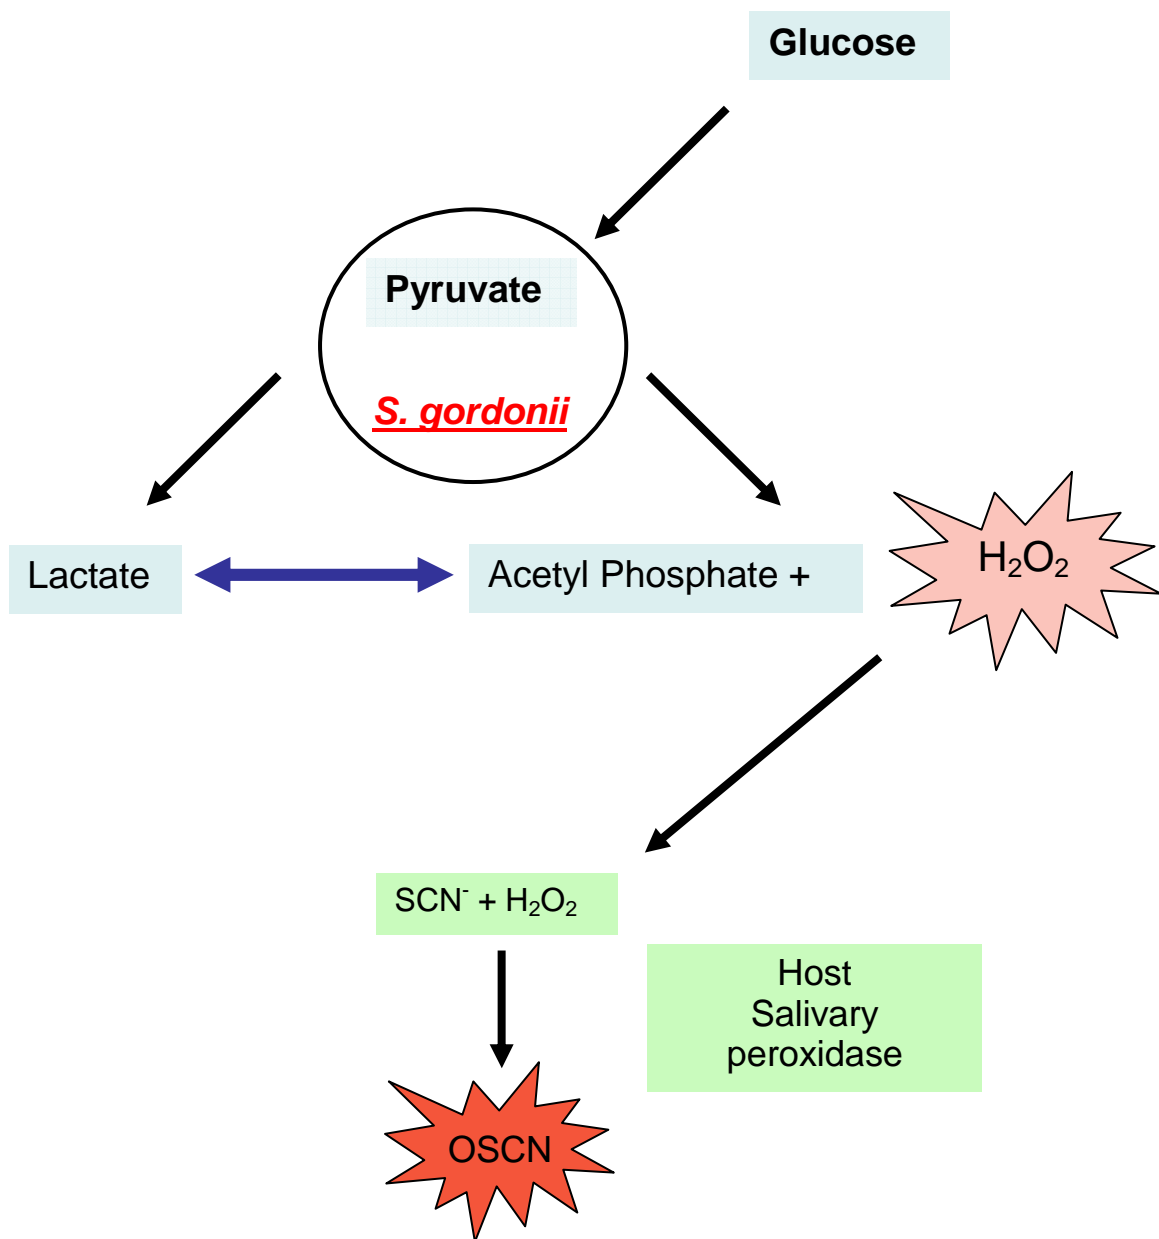 Glucose
Pyruvate
S. gordonii
Lactate
Acetyl Phosphate +
H₂O₂
SCN⁻ + H₂O₂
Host
Salivary
peroxidase
OSCN